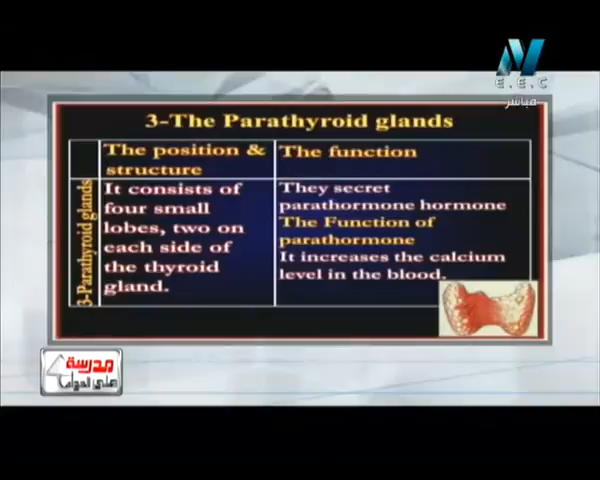 N
e.e.c
مباشر
3-The Parathyroid glands
The position &
structure
The function
3-Parathyroid glands
It consists of
four small
lobes, two on
each side of
the thyroid
gland.
They secret
parathormone hormone
The Function of
parathormone
It increases the calcium
level in the blood.
مدرسة
على الهواء